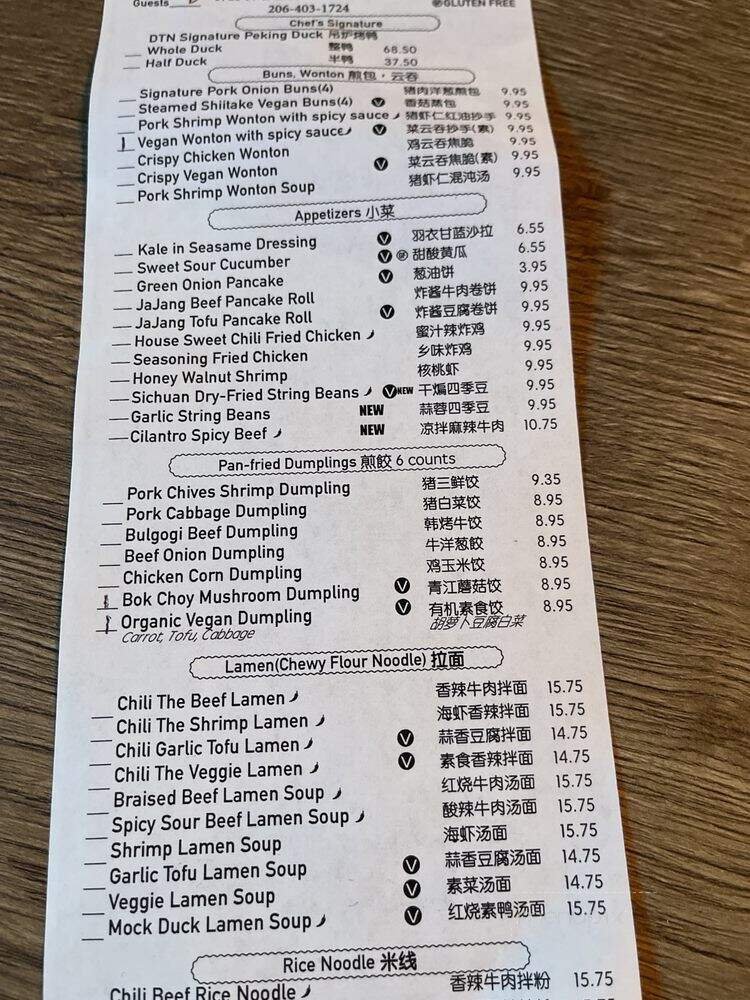 Guests
206-403-1724
GLUTEN FREE
Chef's Signature
DTN Signature Peking Duck 吊炉烤鸭
Whole Duck 整鸭 68.50
Half Duck 半鸭 37.50
Buns, Wonton 煎包·云吞
Signature Pork Onion Buns(4) 猪肉洋葱煎包 9.95
Steamed Shiitake Vegan Buns(4) V 香菇蒸包 9.95
Pork Shrimp Wonton with spicy sauce 猪虾仁红油抄手 9.95
Vegan Wonton with spicy sauce V 菜云吞抄手(素) 9.95
Crispy Chicken Wonton 鸡云吞焦脆 9.95
Crispy Vegan Wonton V 菜云吞焦脆(素) 9.95
Pork Shrimp Wonton Soup 猪虾仁混沌汤 9.95
Appetizers 小菜
Kale in Seasame Dressing V 羽衣甘蓝沙拉 6.55
Sweet Sour Cucumber V 甜酸黄瓜 6.55
Green Onion Pancake V 葱油饼 3.95
JaJang Beef Pancake Roll 炸酱牛肉卷饼 9.95
JaJang Tofu Pancake Roll V 炸酱豆腐卷饼 9.95
House Sweet Chili Fried Chicken 蜜汁辣炸鸡 9.95
Seasoning Fried Chicken 乡味炸鸡 9.95
Honey Walnut Shrimp 核桃虾 9.95
Sichuan Dry-Fried String Beans V NEW 干煸四季豆 9.95
Garlic String Beans NEW 蒜蓉四季豆 9.95
Cilantro Spicy Beef NEW 凉拌麻辣牛肉 10.75
Pan-fried Dumplings 煎餃 6 counts
Pork Chives Shrimp Dumpling 猪三鲜饺 9.35
Pork Cabbage Dumpling 猪白菜饺 8.95
Bulgogi Beef Dumpling 韩烤牛饺 8.95
Beef Onion Dumpling 牛洋葱餃 8.95
Chicken Corn Dumpling 鸡玉米饺 8.95
Bok Choy Mushroom Dumpling V 青江蘑菇饺 8.95
Organic Vegan Dumpling V 有机素食饺 8.95
Carrot, Tofu, Cabbage 胡萝卜豆腐白菜
Lamen(Chewy Flour Noodle) 拉面
Chili The Beef Lamen 香辣牛肉拌面 15.75
Chili The Shrimp Lamen 海虾香辣拌面 15.75
Chili Garlic Tofu Lamen V 蒜香豆腐拌面 14.75
Chili The Veggie Lamen V 素食香辣拌面 14.75
Braised Beef Lamen Soup 红烧牛肉汤面 15.75
Spicy Sour Beef Lamen Soup 酸辣牛肉汤面 15.75
Shrimp Lamen Soup 海虾汤面 15.75
Garlic Tofu Lamen Soup V 蒜香豆腐汤面 14.75
Veggie Lamen Soup V 素菜汤面 14.75
Mock Duck Lamen Soup V 红烧素鸭汤面 15.75
Rice Noodle 米线
Chili Beef Rice Noodle 香辣牛肉拌粉 15.75